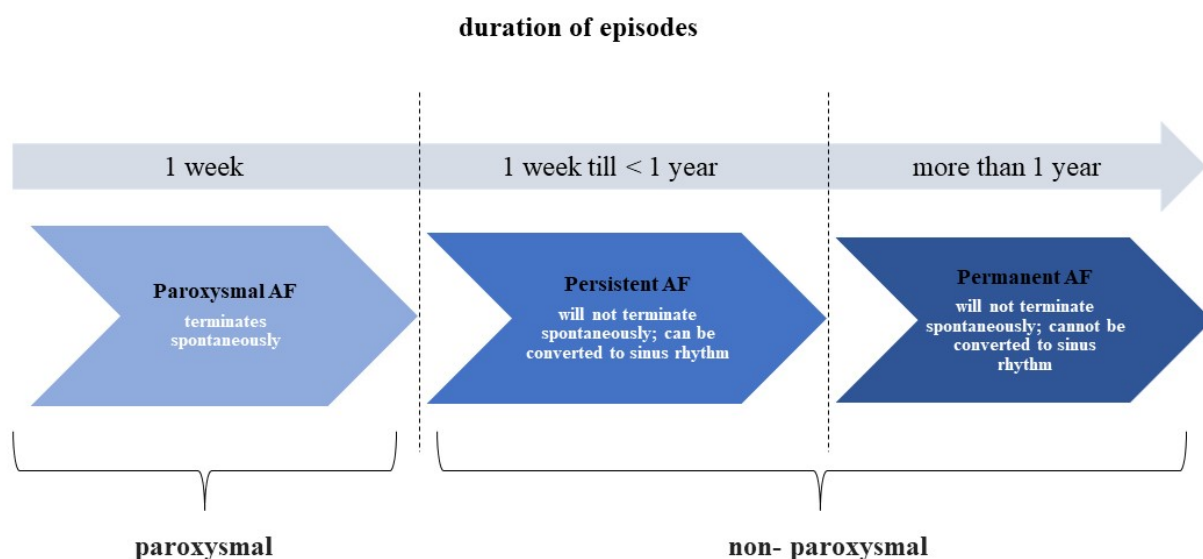 duration of episodes
1 week
1 week till < 1 year
more than 1 year
Paroxysmal AF
terminates
spontaneously
Persistent AF
will not terminate
spontaneously; can be
converted to sinus rhythm
Permanent AF
will not terminate
spontaneously; cannot be
converted to sinus
rhythm
paroxysmal
non- paroxysmal